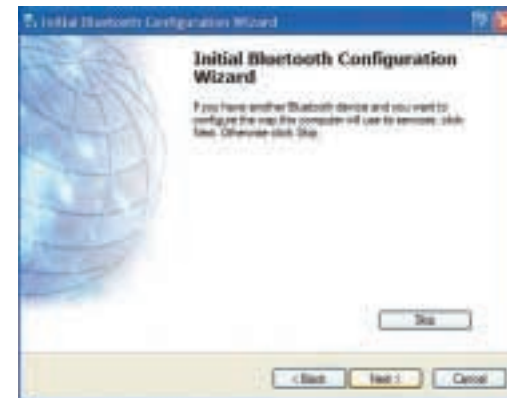 Initial Bluetooth Configuration Wizard
Initial Bluetooth Configuration
Wizard
If you have another Bluetooth device and you want to
configure the way this computer will use its services, click
Next. Otherwise click Skip.
Skip
< Back Next > Cancel